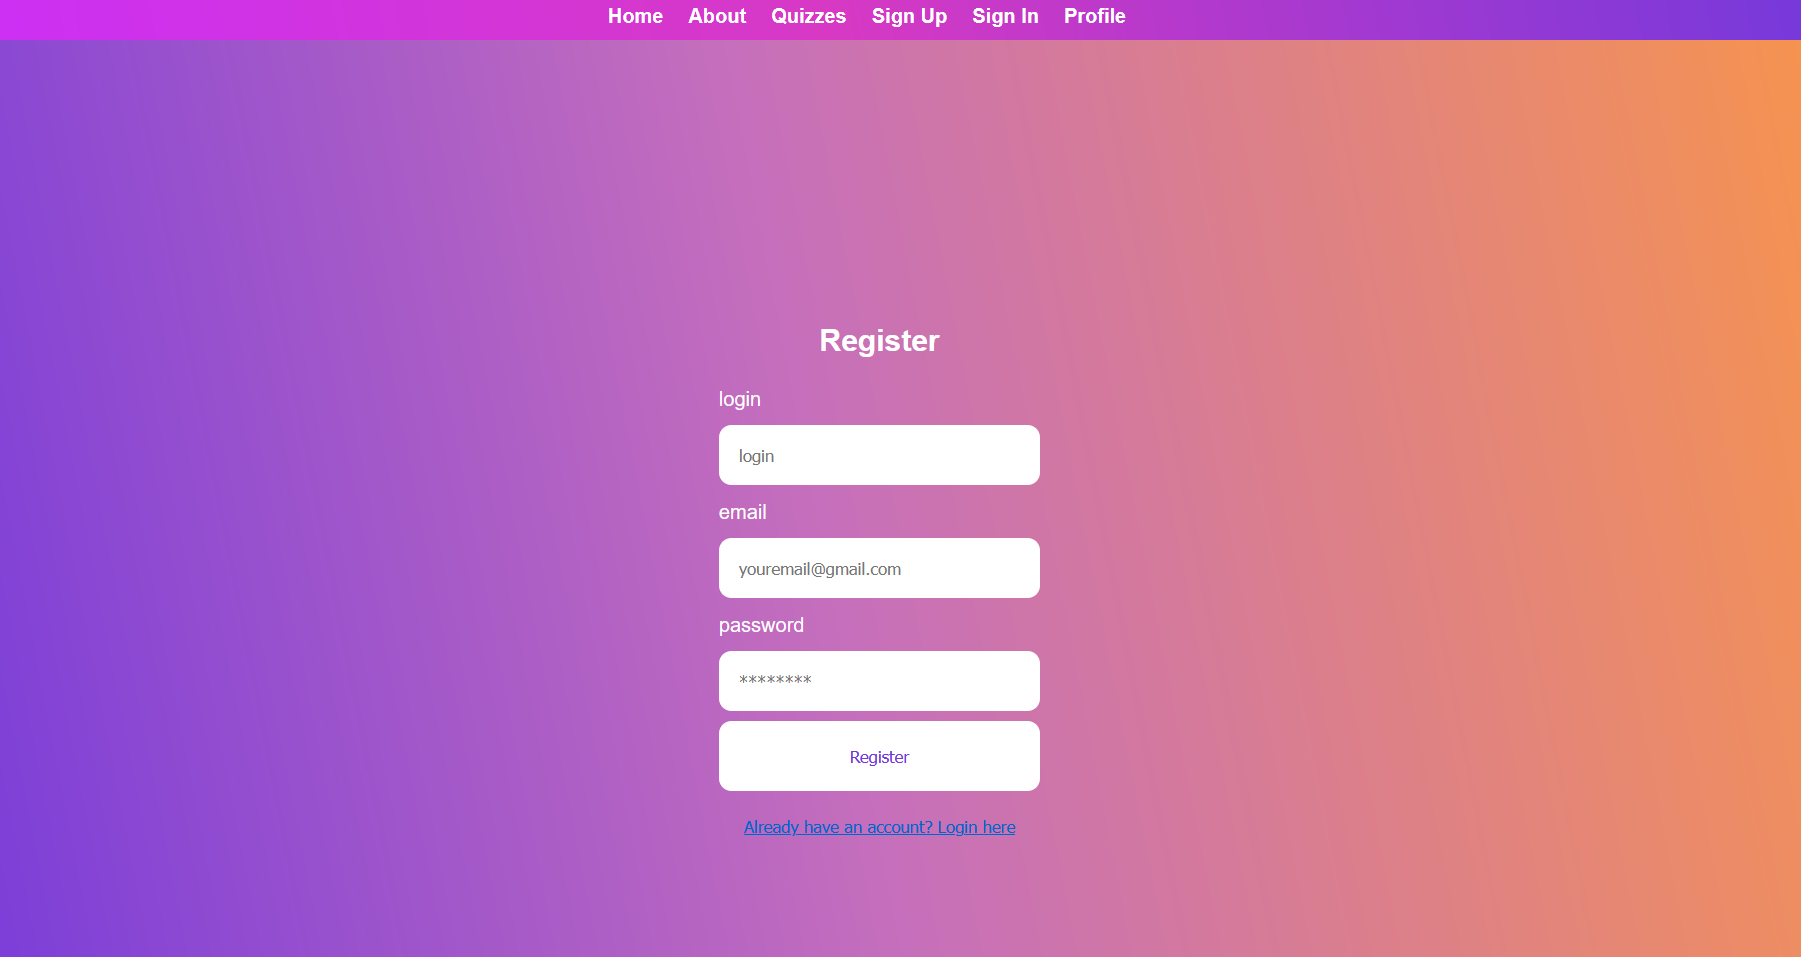 Home About Quizzes Sign Up Sign In Profile
Register
login
login
email
youremail@gmail.com
password
********
Register
Already have an account? Login here